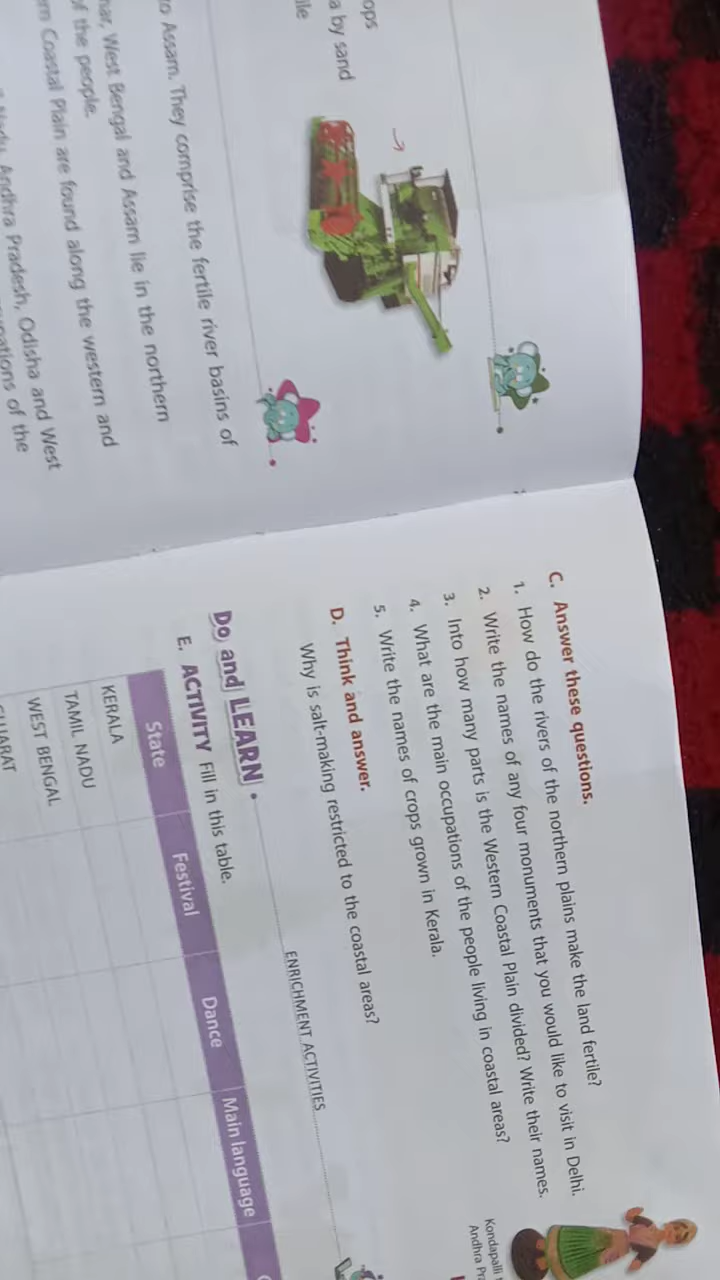 ops
a by sand
to Assam. They comprise the fertile river basins of
West Bengal and Assam lie in the northern
of the people.
Coastal Plain are found along the western and
Andhra Pradesh, Odisha and West
of the
C. Answer these questions.
1. How do the rivers of the northern plains make the land fertile?
2. Write the names of any four monuments that you would like to visit in Delhi.
3. Into how many parts is the Western Coastal Plain divided? Write their names.
4. What are the main occupations of the people living in coastal areas?
5. Write the names of crops grown in Kerala.
D. Think and answer.
Why is salt-making restricted to the coastal areas?
ENRICHMENT ACTIVITIES
Do and LEARN
E. ACTIVITY Fill in this table.
State Festival Dance Main language
KERALA
TAMIL NADU
WEST BENGAL
Kondapalli
Andhra